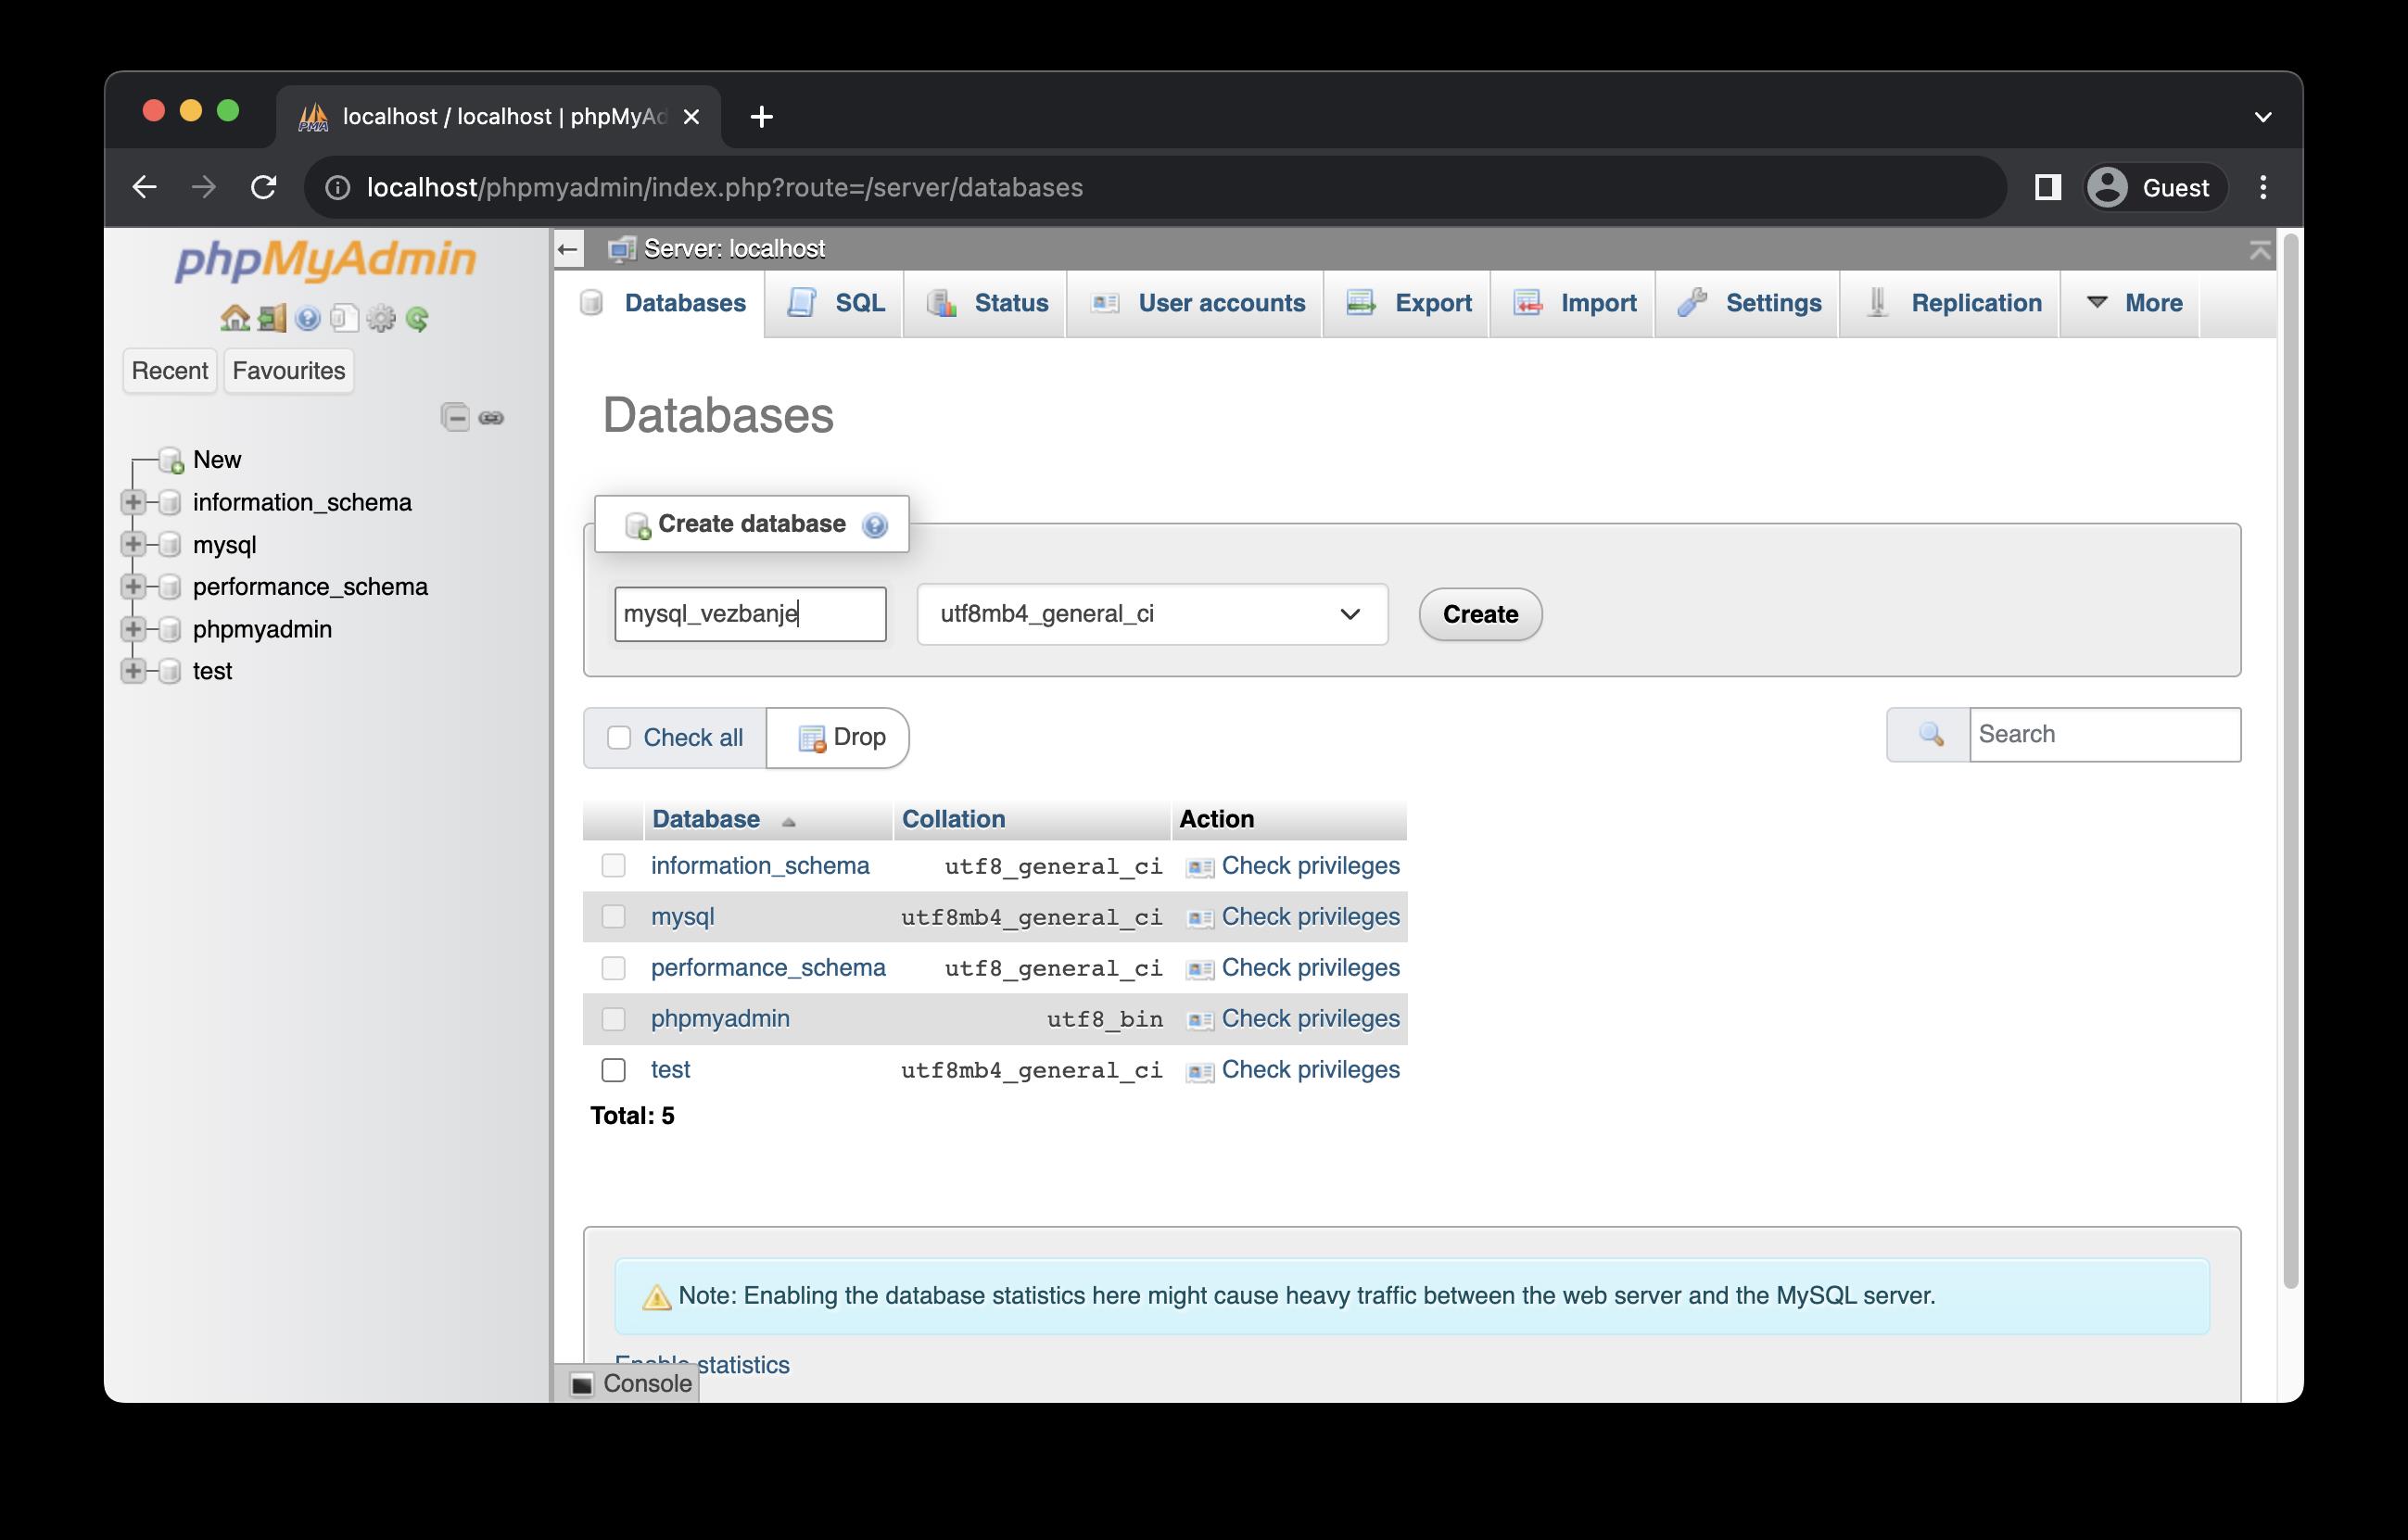 localhost / localhost | phpMyAd
localhost/phpmyadmin/index.php?route=/server/databases
Guest
phpMyAdmin
Recent
Favourites
New
information_schema
mysql
performance_schema
phpmyadmin
test
Server: localhost
Databases
SQL
Status
User accounts
Export
Import
Settings
Replication
More
Databases
Create database
mysql_vezbanje
utf8mb4_general_ci
Create
Check all
Drop
Search
Database Collation Action
information_schema utf8_general_ci Check privileges
mysql utf8mb4_general_ci Check privileges
performance_schema utf8_general_ci Check privileges
phpmyadmin utf8_bin Check privileges
test utf8mb4_general_ci Check privileges
Total: 5
Note: Enabling the database statistics here might cause heavy traffic between the web server and the MySQL server.
Enable statistics
Console